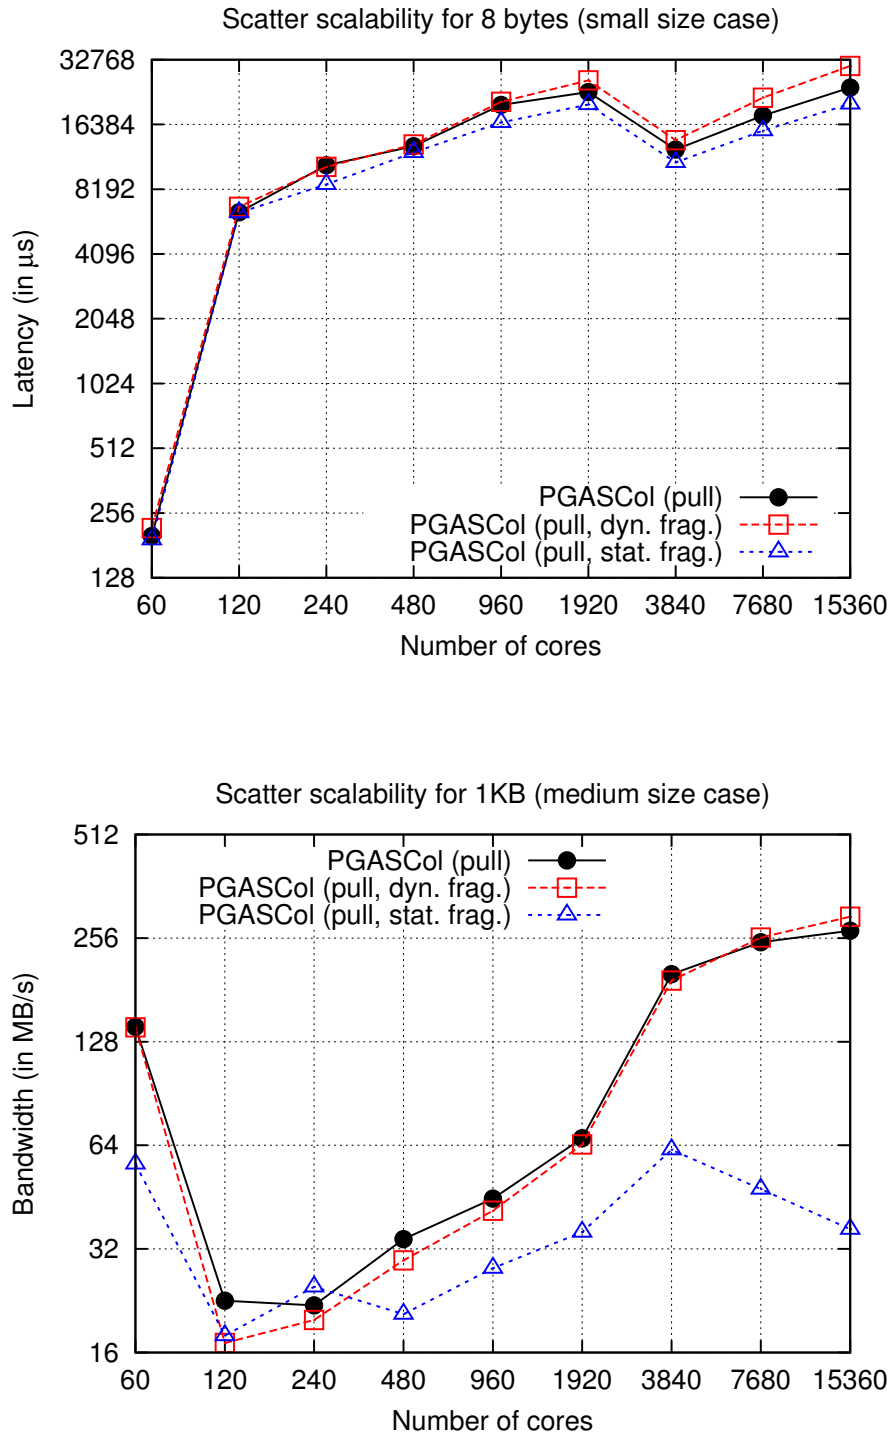 Scatter scalability for 8 bytes (small size case)
32768
16384
8192
4096
2048
1024
512
256
128
Latency (in µs)
PGASCol (pull)
PGASCol (pull, dyn. frag.)
PGASCol (pull, stat. frag.)
60 120 240 480 960 1920 3840 7680 15360
Number of cores
Scatter scalability for 1KB (medium size case)
512
256
128
64
32
16
Bandwidth (in MB/s)
PGASCol (pull)
PGASCol (pull, dyn. frag.)
PGASCol (pull, stat. frag.)
60 120 240 480 960 1920 3840 7680 15360
Number of cores